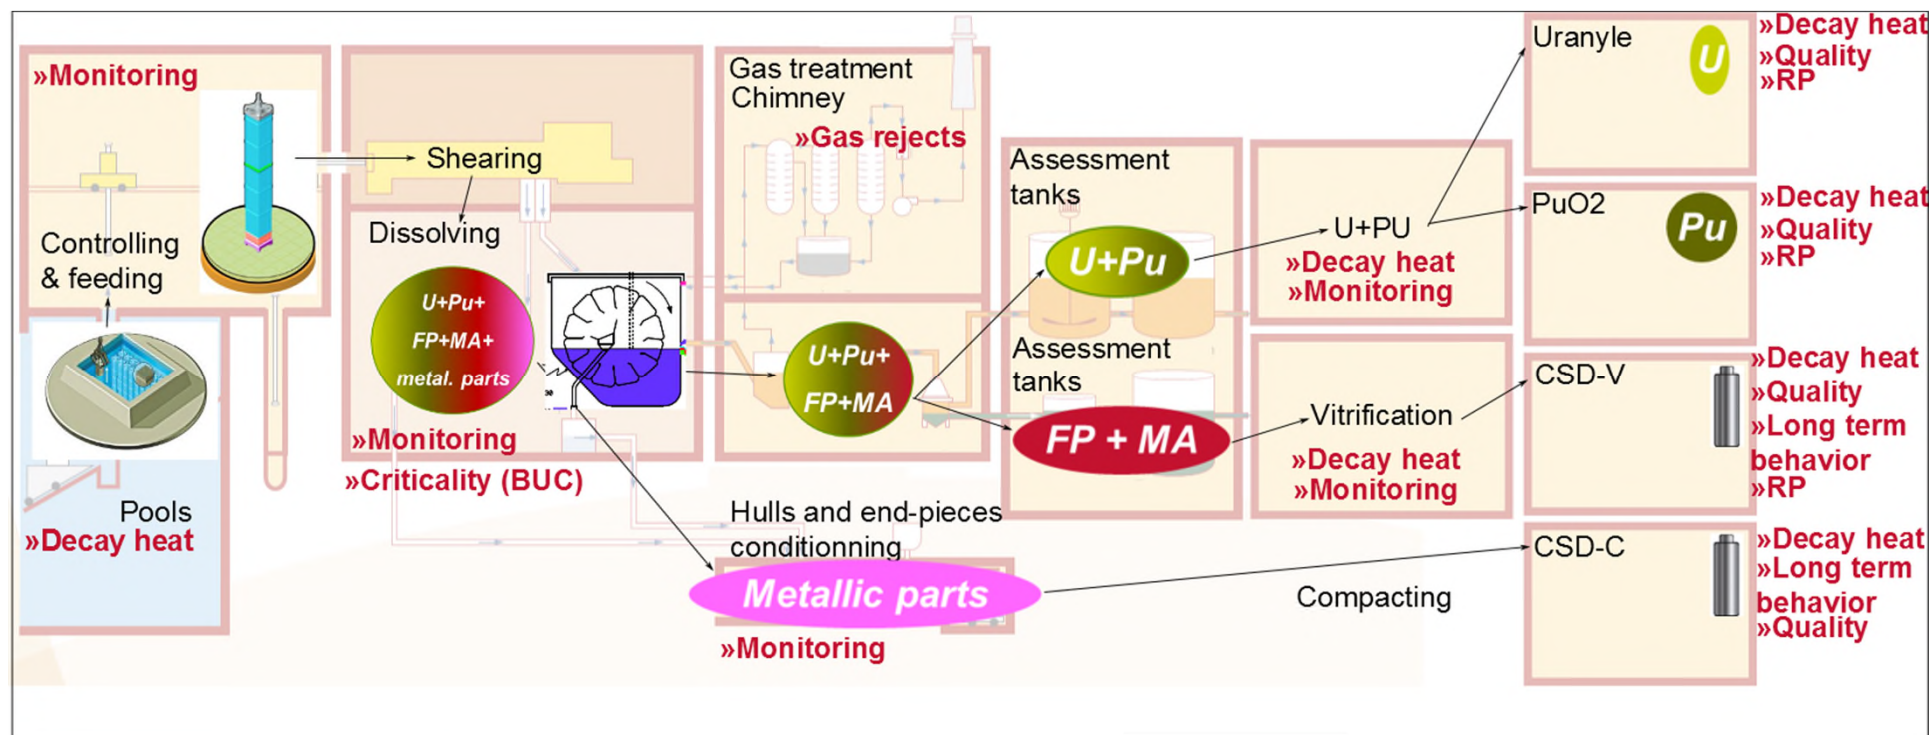 »Monitoring
Controlling
& feeding
Pools
»Decay heat
Shearing
Dissolving
U+Pu+
FP+MA+
metal. parts
»Monitoring
»Criticality (BUC)
Gas treatment
Chimney
»Gas rejects
U+Pu+
FP+MA
Hulls and end-pieces
conditionning
Metallic parts
»Monitoring
Assessment
tanks
U+Pu
Assessment
tanks
FP + MA
U+PU
»Decay heat
»Monitoring
Vitrification
»Decay heat
»Monitoring
Compacting
Uranyle
U
»Decay heat
»Quality
»RP
PuO2
Pu
»Decay heat
»Quality
»RP
CSD-V
»Decay heat
»Quality
»Long term
behavior
»RP
CSD-C
»Decay heat
»Long term
behavior
»Quality